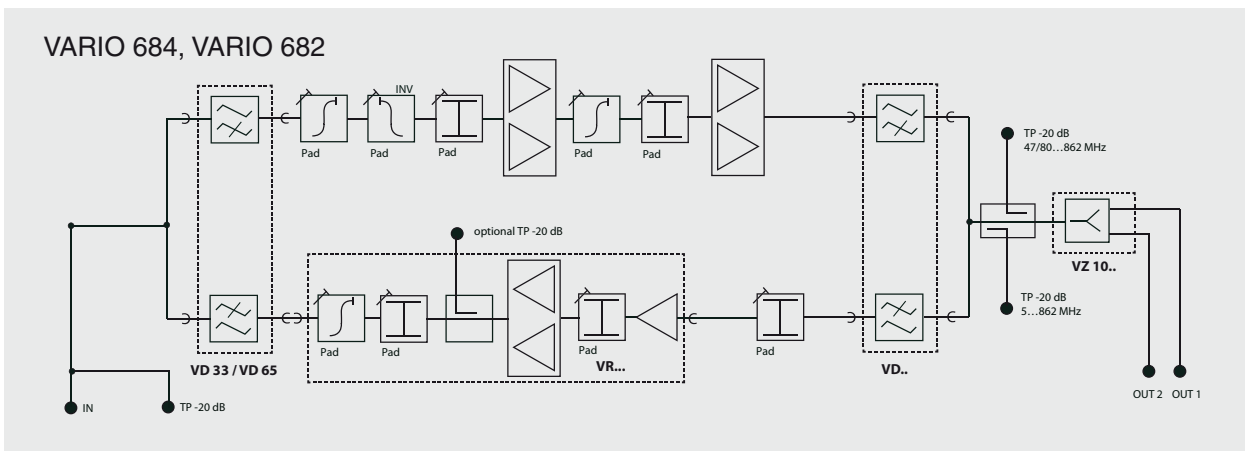 VARIO 684, VARIO 682
INV
Pad
Pad
Pad
Pad
Pad
TP -20 dB
47/80...862 MHz
optional TP -20 dB
VZ 10..
TP -20 dB
5...862 MHz
Pad
Pad
Pad
VR...
Pad
VD 33 / VD 65
VD..
OUT 2
OUT 1
IN
TP -20 dB